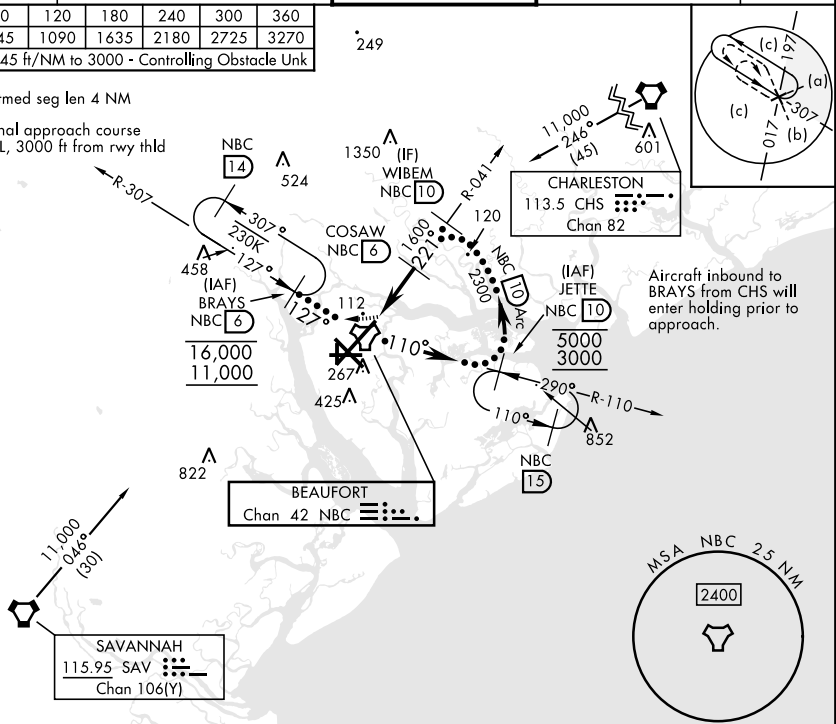 120 180 240 300 360
1090 1635 2180 2725 3270
45 ft/NM to 3000 - Controlling Obstacle Unk
med seg len 4 NM
nal approach course
L, 3000 ft from rwy thld
249
(c)
197
(a)
(c)
307
017
(b)
11,000
246°
(45)
601
NBC
14
524
1350
(IF)
WIBEM
NBC 10
R-041
CHARLESTON
113.5 CHS
Chan 82
R-307
307°
230K
127°
458
(IAF)
BRAYS
NBC 6
16,000
11,000
127°
COSAW
NBC 6
1600
221°
120
NBC 10 Arc
2300
(IAF)
JETTE
NBC 10
5000
3000
Aircraft inbound to
BRAYS from CHS will
enter holding prior to
approach.
112
110°
267
425
290°
R-110
110°
852
NBC
15
822
BEAUFORT
Chan 42 NBC
11,000
046°
(30)
SAVANNAH
115.95 SAV
Chan 106(Y)
MSA NBC 25 NM
2400